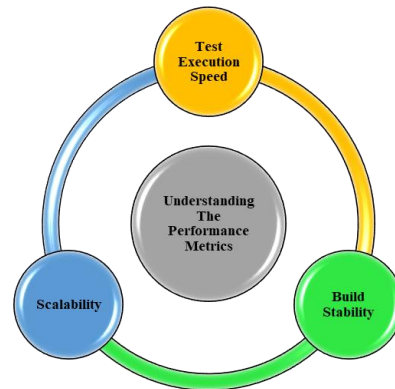 Test
Execution
Speed
Understanding
The
Performance
Metrics
Scalability
Build
Stability